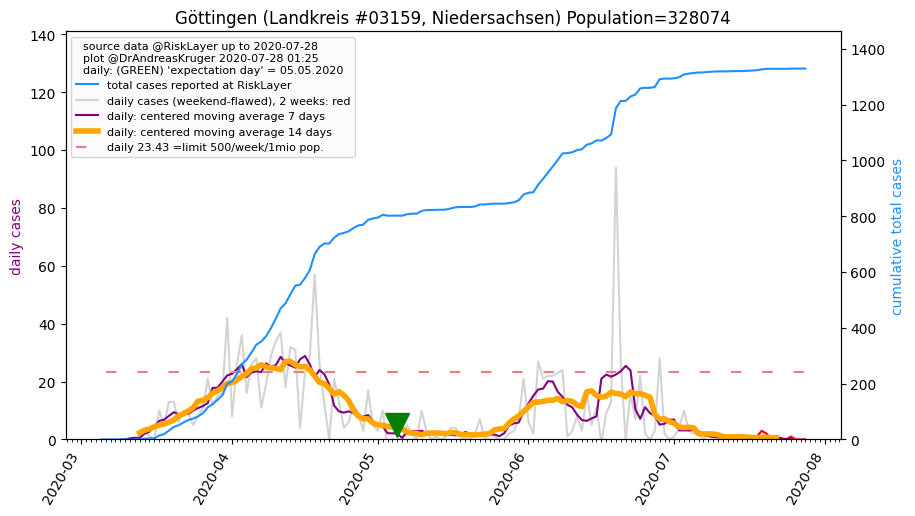 Göttingen (Landkreis #03159, Niedersachsen) Population=328074
source data @RiskLayer up to 2020-07-28
plot @DrAndreasKruger 2020-07-28 01:25
daily: (GREEN) 'expectation day' = 05.05.2020
total cases reported at RiskLayer
daily cases (weekend-flawed), 2 weeks: red
daily: centered moving average 7 days
daily: centered moving average 14 days
daily 23.43 =limit 500/week/1mio pop.
daily cases
140
120
100
80
60
40
20
0
1400
1200
1000
800
600
400
200
0
cumulative total cases
2020-03
2020-04
2020-05
2020-06
2020-07
2020-08